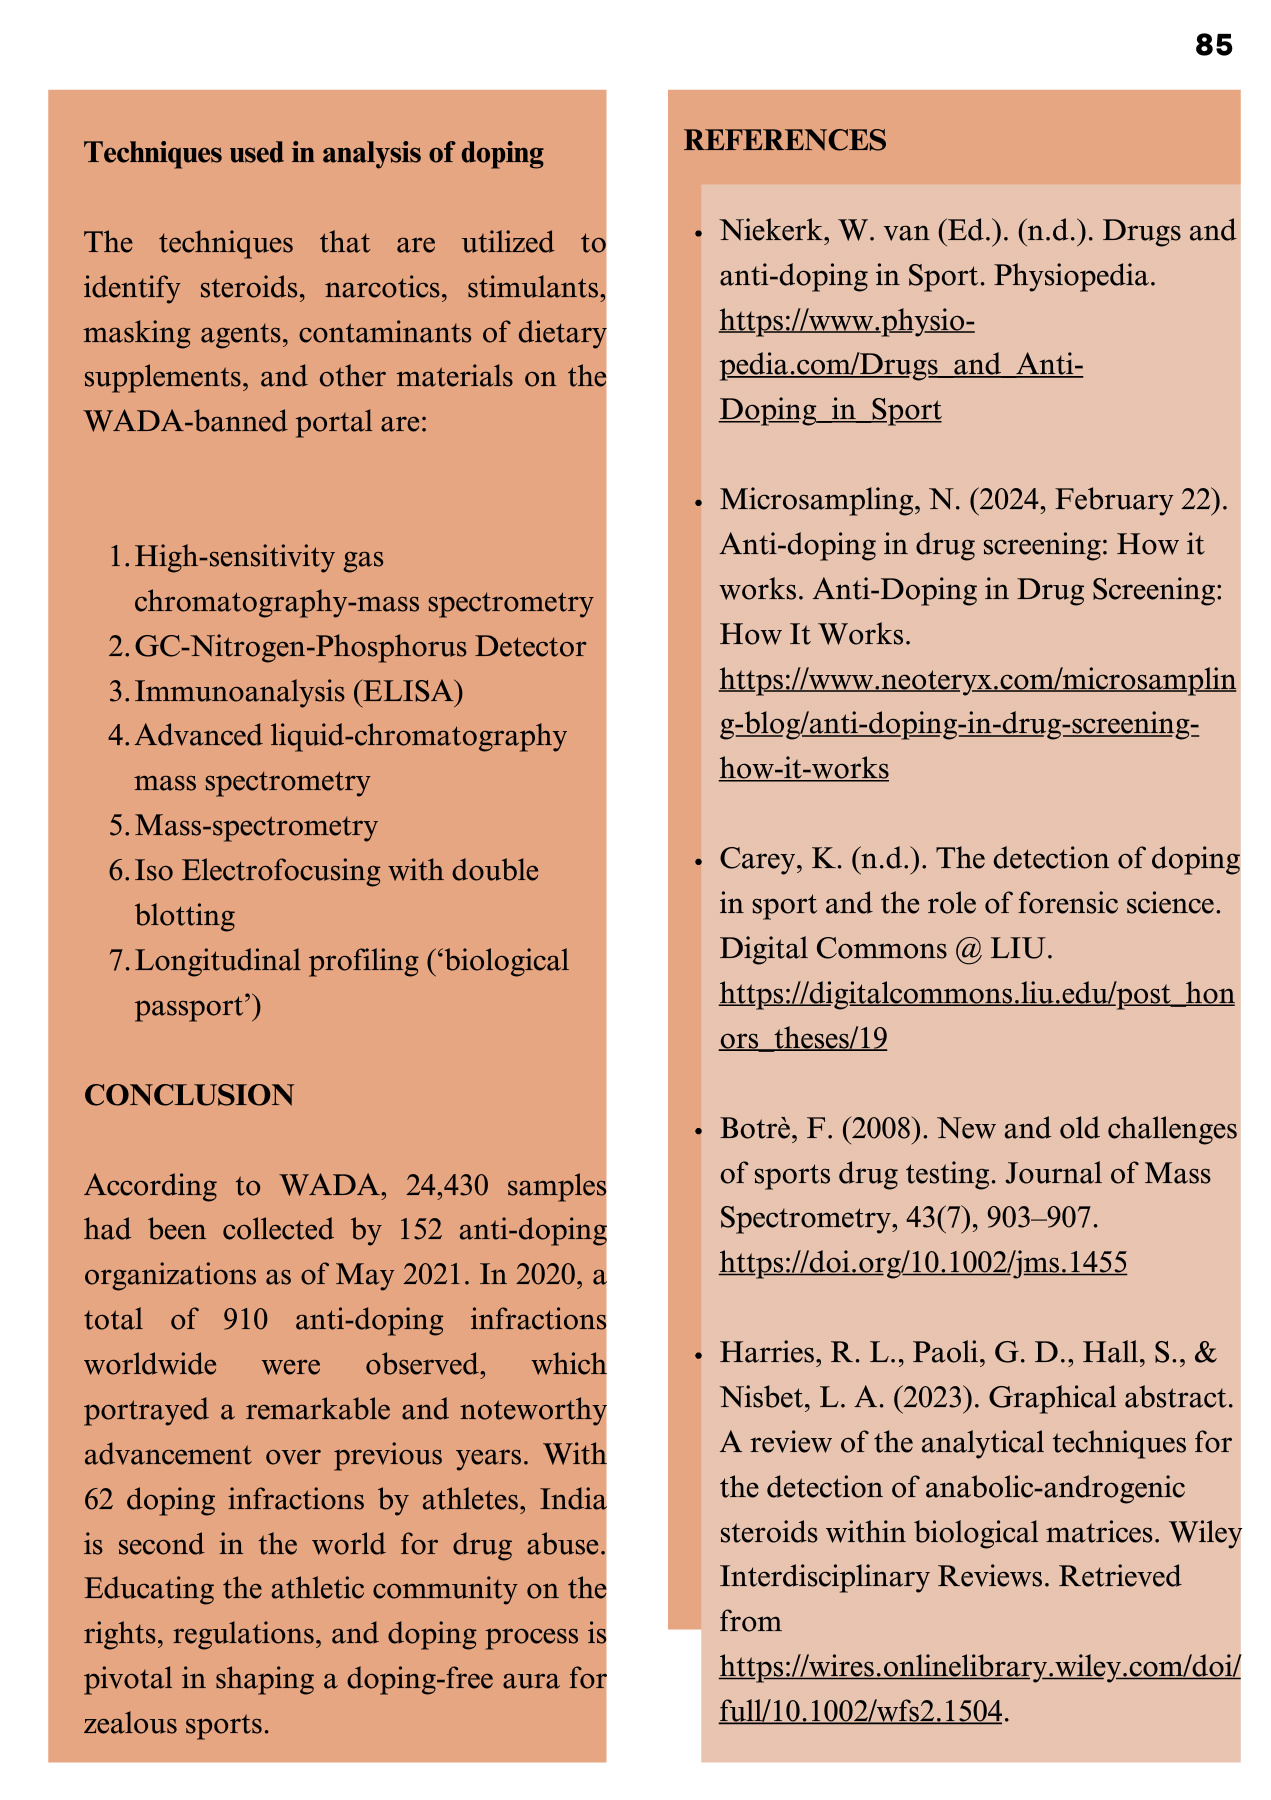 85
Techniques used in analysis of doping
The techniques that are utilized to
identify steroids, narcotics, stimulants,
masking agents, contaminants of dietary
supplements, and other materials on the
WADA-banned portal are:
1. High-sensitivity gas
chromatography-mass spectrometry
2. GC-Nitrogen-Phosphorus Detector
3. Immunoanalysis (ELISA)
4. Advanced liquid-chromatography
mass spectrometry
5. Mass-spectrometry
6. Iso Electrofocusing with double
blotting
7. Longitudinal profiling (‘biological
passport’)
CONCLUSION
According to WADA, 24,430 samples
had been collected by 152 anti-doping
organizations as of May 2021. In 2020, a
total of 910 anti-doping infractions
worldwide were observed, which
portrayed a remarkable and noteworthy
advancement over previous years. With
62 doping infractions by athletes, India
is second in the world for drug abuse.
Educating the athletic community on the
rights, regulations, and doping process is
pivotal in shaping a doping-free aura for
zealous sports.
REFERENCES
• Niekerk, W. van (Ed.). (n.d.). Drugs and
anti-doping in Sport. Physiopedia.
https://www.physio-
pedia.com/Drugs_and_Anti-
Doping_in_Sport
• Microsampling, N. (2024, February 22).
Anti-doping in drug screening: How it
works. Anti-Doping in Drug Screening:
How It Works.
https://www.neoteryx.com/microsamplin
g-blog/anti-doping-in-drug-screening-
how-it-works
• Carey, K. (n.d.). The detection of doping
in sport and the role of forensic science.
Digital Commons @ LIU.
https://digitalcommons.liu.edu/post_hon
ors_theses/19
• Botrè, F. (2008). New and old challenges
of sports drug testing. Journal of Mass
Spectrometry, 43(7), 903–907.
https://doi.org/10.1002/jms.1455
• Harries, R. L., Paoli, G. D., Hall, S., &
Nisbet, L. A. (2023). Graphical abstract.
A review of the analytical techniques for
the detection of anabolic-androgenic
steroids within biological matrices. Wiley
Interdisciplinary Reviews. Retrieved
from
https://wires.onlinelibrary.wiley.com/doi/
full/10.1002/wfs2.1504.